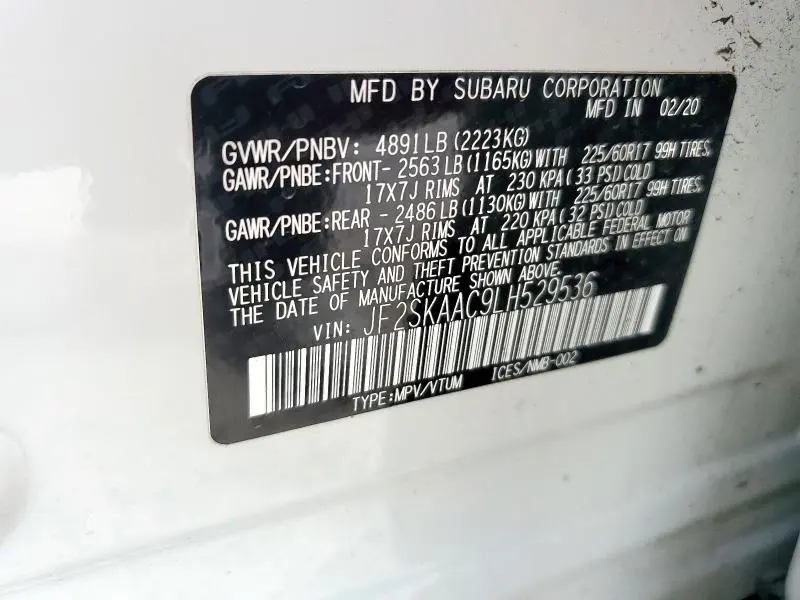 MFD BY SUBARU CORPORATION
MFD IN 02/20
GVWR/PNBV: 4891LB (2223KG)
GAWR/PNBE:FRONT- 2563LB (1165KG) WITH 225/60R17 99H TIRES,
17X7J RIMS AT 230 KPA( 33 PSI) COLD
GAWR/PNBE:REAR - 2486LB (1130KG) WITH 225/60R17 99H TIRES,
17X7J RIMS AT 220 KPA( 32 PSI) COLD
THIS VEHICLE CONFORMS TO ALL APPLICABLE FEDERAL MOTOR
VEHICLE SAFETY AND THEFT PREVENTION STANDARDS IN EFFECT ON
THE DATE OF MANUFACTURE SHOWN ABOVE.
VIN: JF2SKAAC9LH529536
TYPE:MPV/VTUM ICES/NMB-002